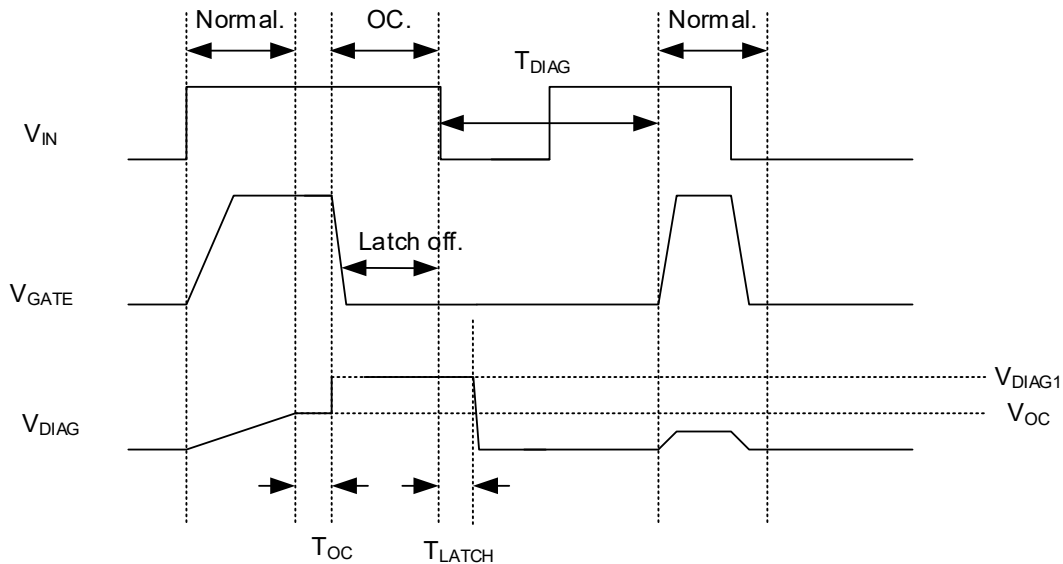 Normal.
OC.
Normal.
TDIAG
VIN
Latch off.
VGATE
VDIAG1
VOC
VDIAG
TOC
TLATCH